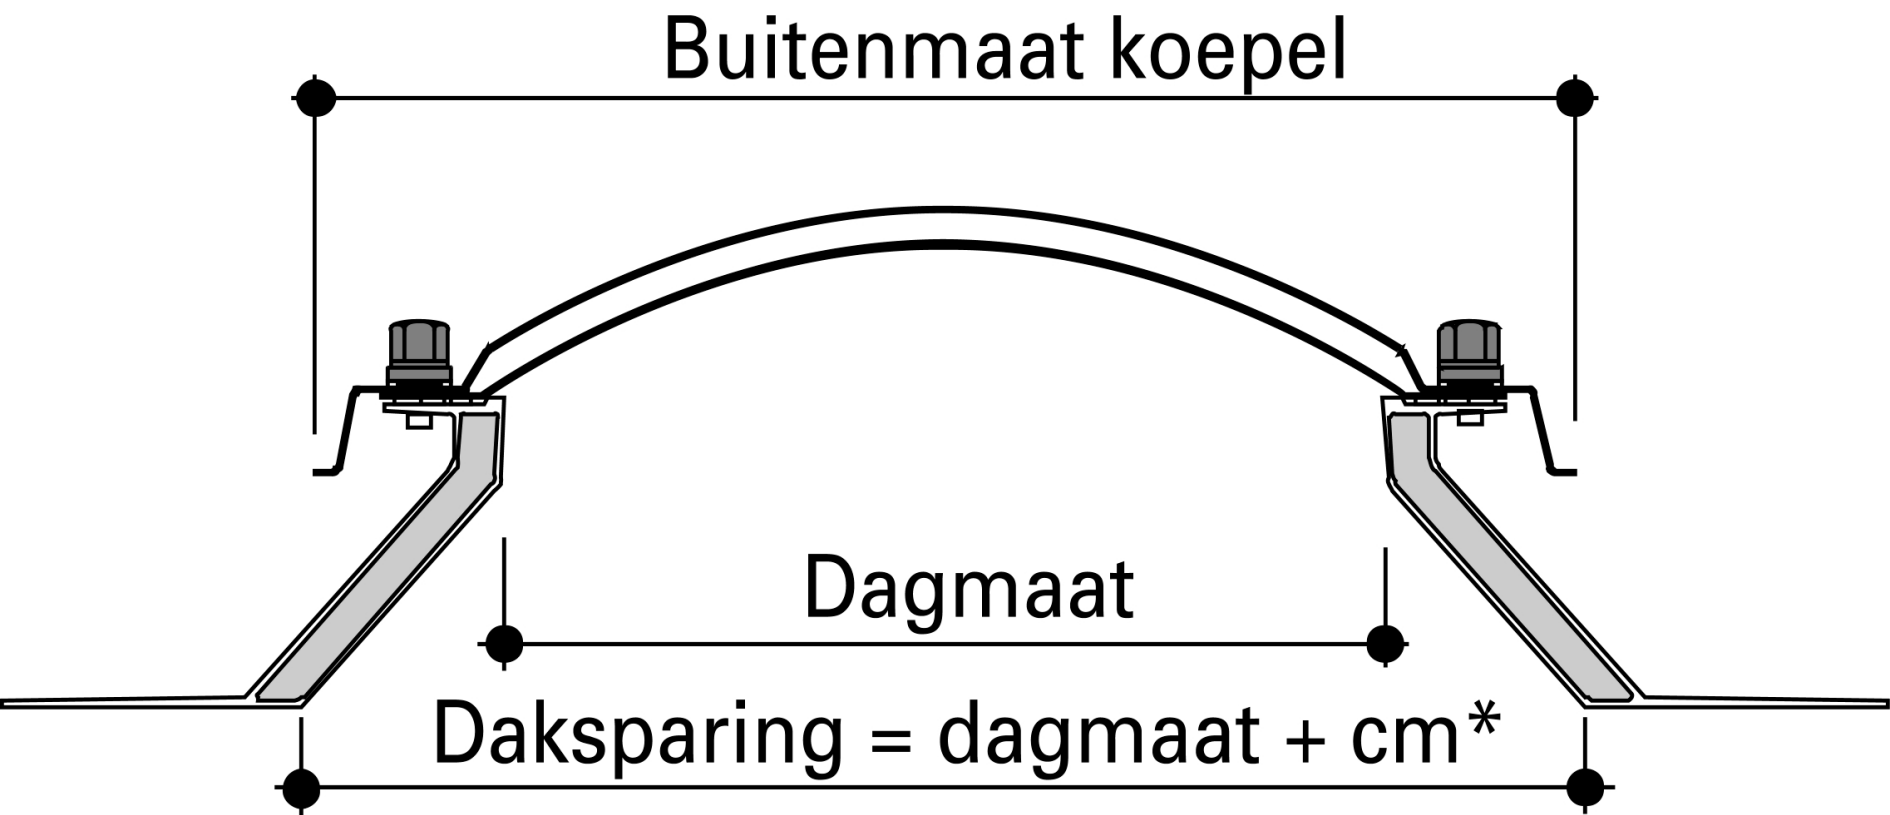 Buitenmaat koepel
Dagmaat
Daksparing = dagmaat + cm*